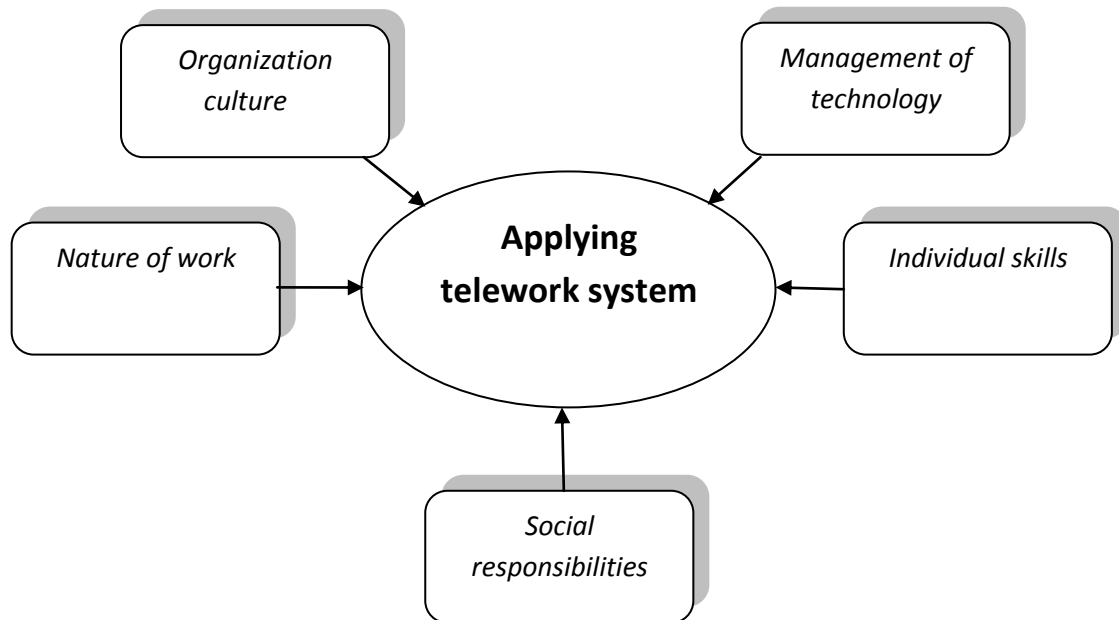 Organization
culture
Management of
technology
Nature of work
Applying
telework system
Individual skills
Social
responsibilities